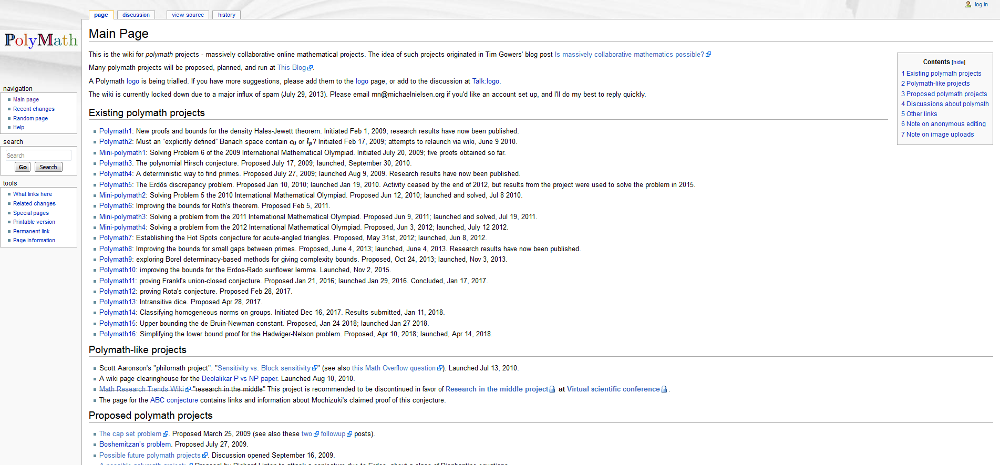 log in
page
discussion
view source
history
PolyMath
Main Page
This is the wiki for polymath projects - massively collaborative online mathematical projects. The idea of such projects originated in Tim Gowers' blog post Is massively collaborative mathematics possible?
Many polymath projects will be proposed, planned, and run at This Blog.
A Polymath logo is being trialled. If you have more suggestions, please add them to the logo page, or add to the discussion at Talk:logo.
The wiki is currently locked down due to a major influx of spam (July 29, 2013). Please email mn@michaelnielsen.org if you'd like an account set up, and I'll do my best to reply quickly.
Contents [hide]
1 Existing polymath projects
2 Polymath-like projects
3 Proposed polymath projects
4 Discussions about polymath
5 Other links
6 Note on anonymous editing
7 Note on image uploads
navigation
Main page
Recent changes
Random page
Help
search
Search
Go
Search
tools
What links here
Related changes
Special pages
Printable version
Permanent link
Page information
Existing polymath projects
Polymath1: New proofs and bounds for the density Hales-Jewett theorem. Initiated Feb 1, 2009; research results have now been published.
Polymath2: Must an “explicitly defined” Banach space contain c0 or lp? Initiated Feb 17, 2009; attempts to relaunch via wiki, June 9 2010.
Mini-polymath1: Solving Problem 6 of the 2009 International Mathematical Olympiad. Initiated July 20, 2009; five proofs obtained so far.
Polymath3. The polynomial Hirsch conjecture. Proposed July 17, 2009; launched, September 30, 2010.
Polymath4: A deterministic way to find primes. Proposed July 27, 2009; launched Aug 9, 2009. Research results have now been published.
Polymath5: The Erdős discrepancy problem. Proposed Jan 10, 2010; launched Jan 19, 2010. Activity ceased by the end of 2012, but results from the project were used to solve the problem in 2015.
Mini-polymath2: Solving Problem 5 the 2010 International Mathematical Olympiad. Proposed Jun 12, 2010; launched and solved, Jul 8 2010.
Polymath6: Improving the bounds for Roth's theorem. Proposed Feb 5, 2011.
Mini-polymath3: Solving a problem from the 2011 International Mathematical Olympiad. Proposed Jun 9, 2011; launched and solved, Jul 19, 2011.
Mini-polymath4: Solving a problem from the 2012 International Mathematical Olympiad. Proposed, Jun 3, 2012; launched, July 12 2012.
Polymath7: Establishing the Hot Spots conjecture for acute-angled triangles. Proposed, May 31st, 2012; launched, Jun 8, 2012.
Polymath8: Improving the bounds for small gaps between primes. Proposed, June 4, 2013; launched, June 4, 2013. Research results have now been published.
Polymath9: exploring Borel determinacy-based methods for giving complexity bounds. Proposed, Oct 24, 2013; launched, Nov 3, 2013.
Polymath10: improving the bounds for the Erdos-Rado sunflower lemma. Launched, Nov 2, 2015.
Polymath11: proving Frankl's union-closed conjecture. Proposed Jan 21, 2016; launched Jan 29, 2016. Concluded, Jan 17, 2017.
Polymath12: proving Rota's conjecture. Proposed Feb 28, 2017.
Polymath13: Intransitive dice. Proposed Apr 28, 2017.
Polymath14: Classifying homogeneous norms on groups. Initiated Dec 16, 2017. Results submitted, Jan 11, 2018.
Polymath15: Upper bounding the de Bruin-Newman constant. Proposed, Jan 24 2018; launched Jan 27 2018.
Polymath16: Simplifying the lower bound proof for the Hadwiger-Nelson problem. Proposed, Apr 10, 2018; launched, Apr 14, 2018.
Polymath-like projects
Scott Aaronson's "philomath project": "Sensitivity vs. Block sensitivity" (see also this Math Overflow question). Launched Jul 13, 2010.
A wiki page clearinghouse for the Deolalikar P vs NP paper. Launched Aug 10, 2010.
Math Research Trends Wiki "research in the middle" This project is recommended to be discontinued in favor of Research in the middle project at Virtual scientific conference.
The page for the ABC conjecture contains links and information about Mochizuki's claimed proof of this conjecture.
Proposed polymath projects
The cap set problem. Proposed March 25, 2009 (see also these two followup posts).
Boshernitzan's problem. Proposed July 27, 2009.
Possible future polymath projects. Discussion opened September 16, 2009.